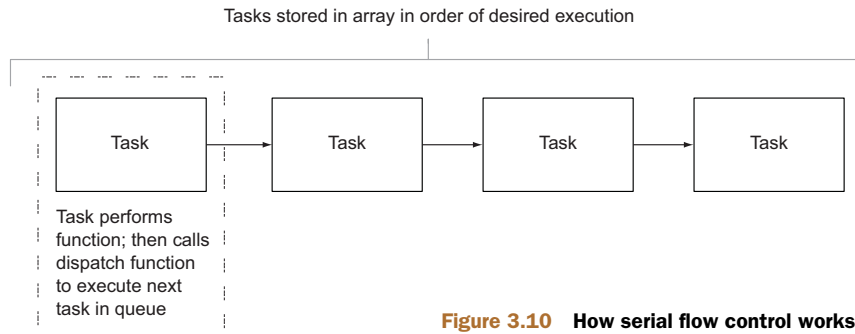 Tasks stored in array in order of desired execution
Task
Task
Task
Task
Task performs
function; then calls
dispatch function
to execute next
task in queue
Figure 3.10 How serial flow control works